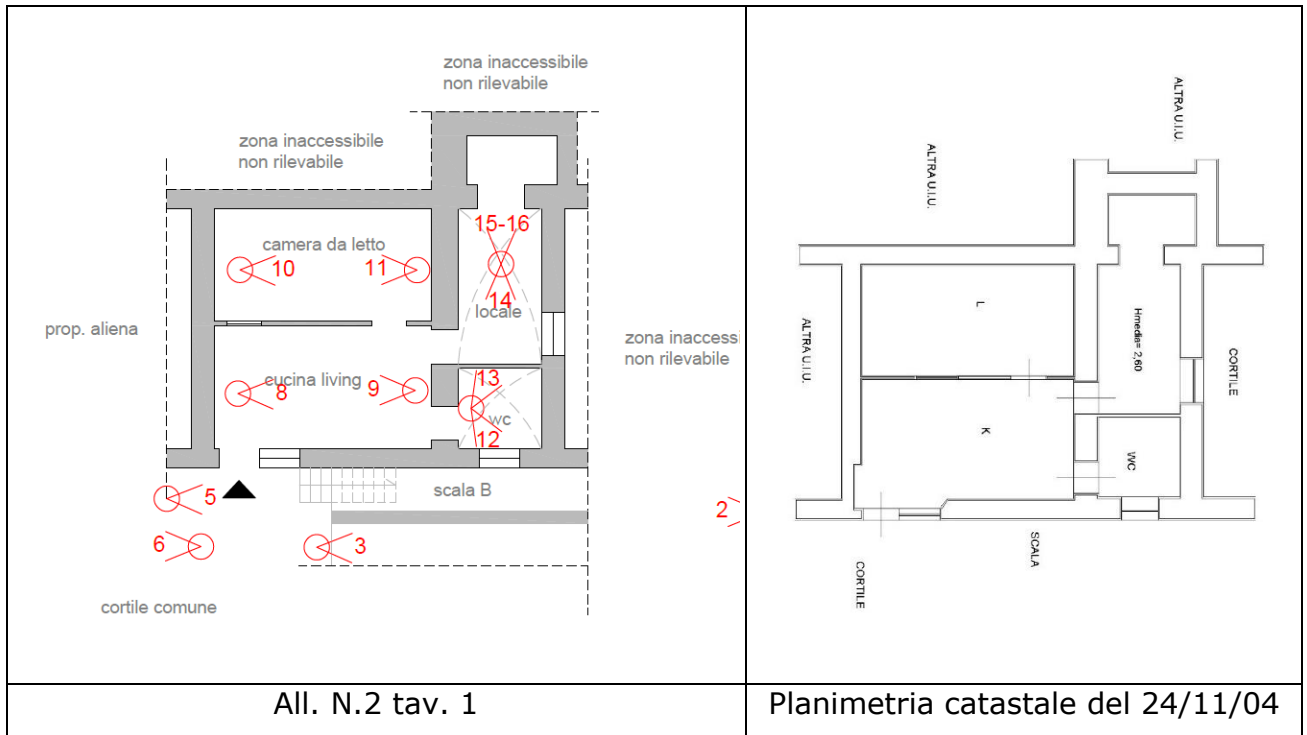 zona inaccessibile
non rilevabile
zona inaccessibile
non rilevabile
15-16
camera da letto
10
11
14
locale
prop. aliena
zona inaccessi
non rilevabile
cucina living
8
9
13
wc
12
scala B
5
2
6
3
cortile comune
ALTRA U.I.U.
ALTRA U.I.U.
L
Hmedia= 2,60
ALTRA U.I.U.
CORTILE
K
WC
SCALA
CORTILE
All. N.2 tav. 1
Planimetria catastale del 24/11/04